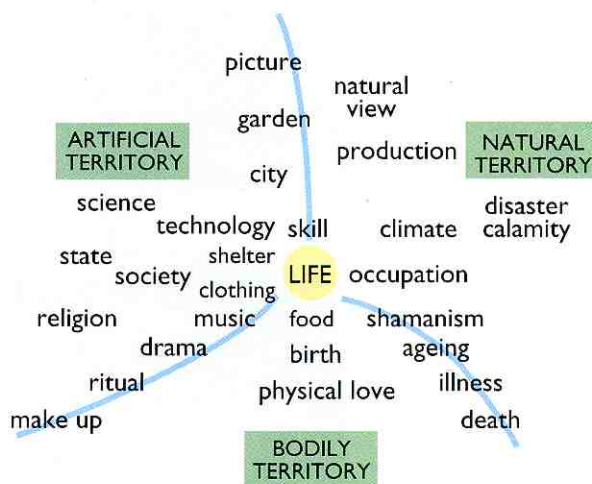 picture
natural
view
garden
ARTIFICIAL
TERRITORY
NATURAL
TERRITORY
production
city
science
disaster
calamity
technology
skill
climate
state
shelter
society
LIFE
occupation
clothing
religion
music
food
shamanism
drama
birth
ageing
ritual
physical love
illness
make up
death
BODILY
TERRITORY